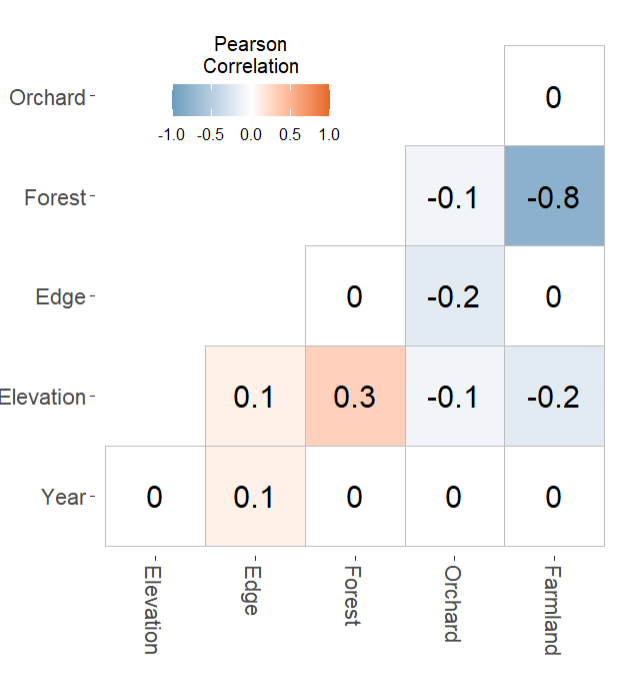 Pearson
Correlation
-1.0 -0.5 0.0 0.5 1.0
Orchard 0
Forest -0.1 -0.8
Edge 0 -0.2 0
Elevation 0.1 0.3 -0.1 -0.2
Year 0 0.1 0 0 0
Elevation Edge Forest Orchard Farmland